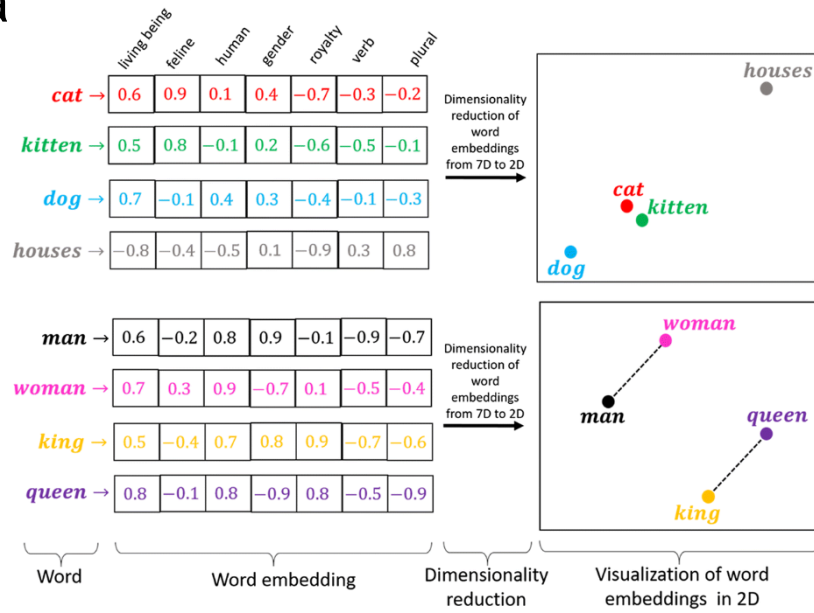 living being feline human gender royalty verb plural
cat → 0.6 0.9 0.1 0.4 −0.7 −0.3 −0.2
kitten → 0.5 0.8 −0.1 0.2 −0.6 −0.5 −0.1
dog → 0.7 −0.1 0.4 0.3 −0.4 −0.1 −0.3
houses → −0.8 −0.4 −0.5 0.1 −0.9 0.3 0.8
Dimensionality
reduction of
word
embeddings
from 7D to 2D
houses
cat
kitten
dog
man → 0.6 −0.2 0.8 0.9 −0.1 −0.9 −0.7
woman → 0.7 0.3 0.9 −0.7 0.1 −0.5 −0.4
king → 0.5 −0.4 0.7 0.8 0.9 −0.7 −0.6
queen → 0.8 −0.1 0.8 −0.9 0.8 −0.5 −0.9
Dimensionality
reduction of
word
embeddings
from 7D to 2D
woman
man
queen
king
Word
Word embedding
Dimensionality
reduction
Visualization of word
embeddings in 2D